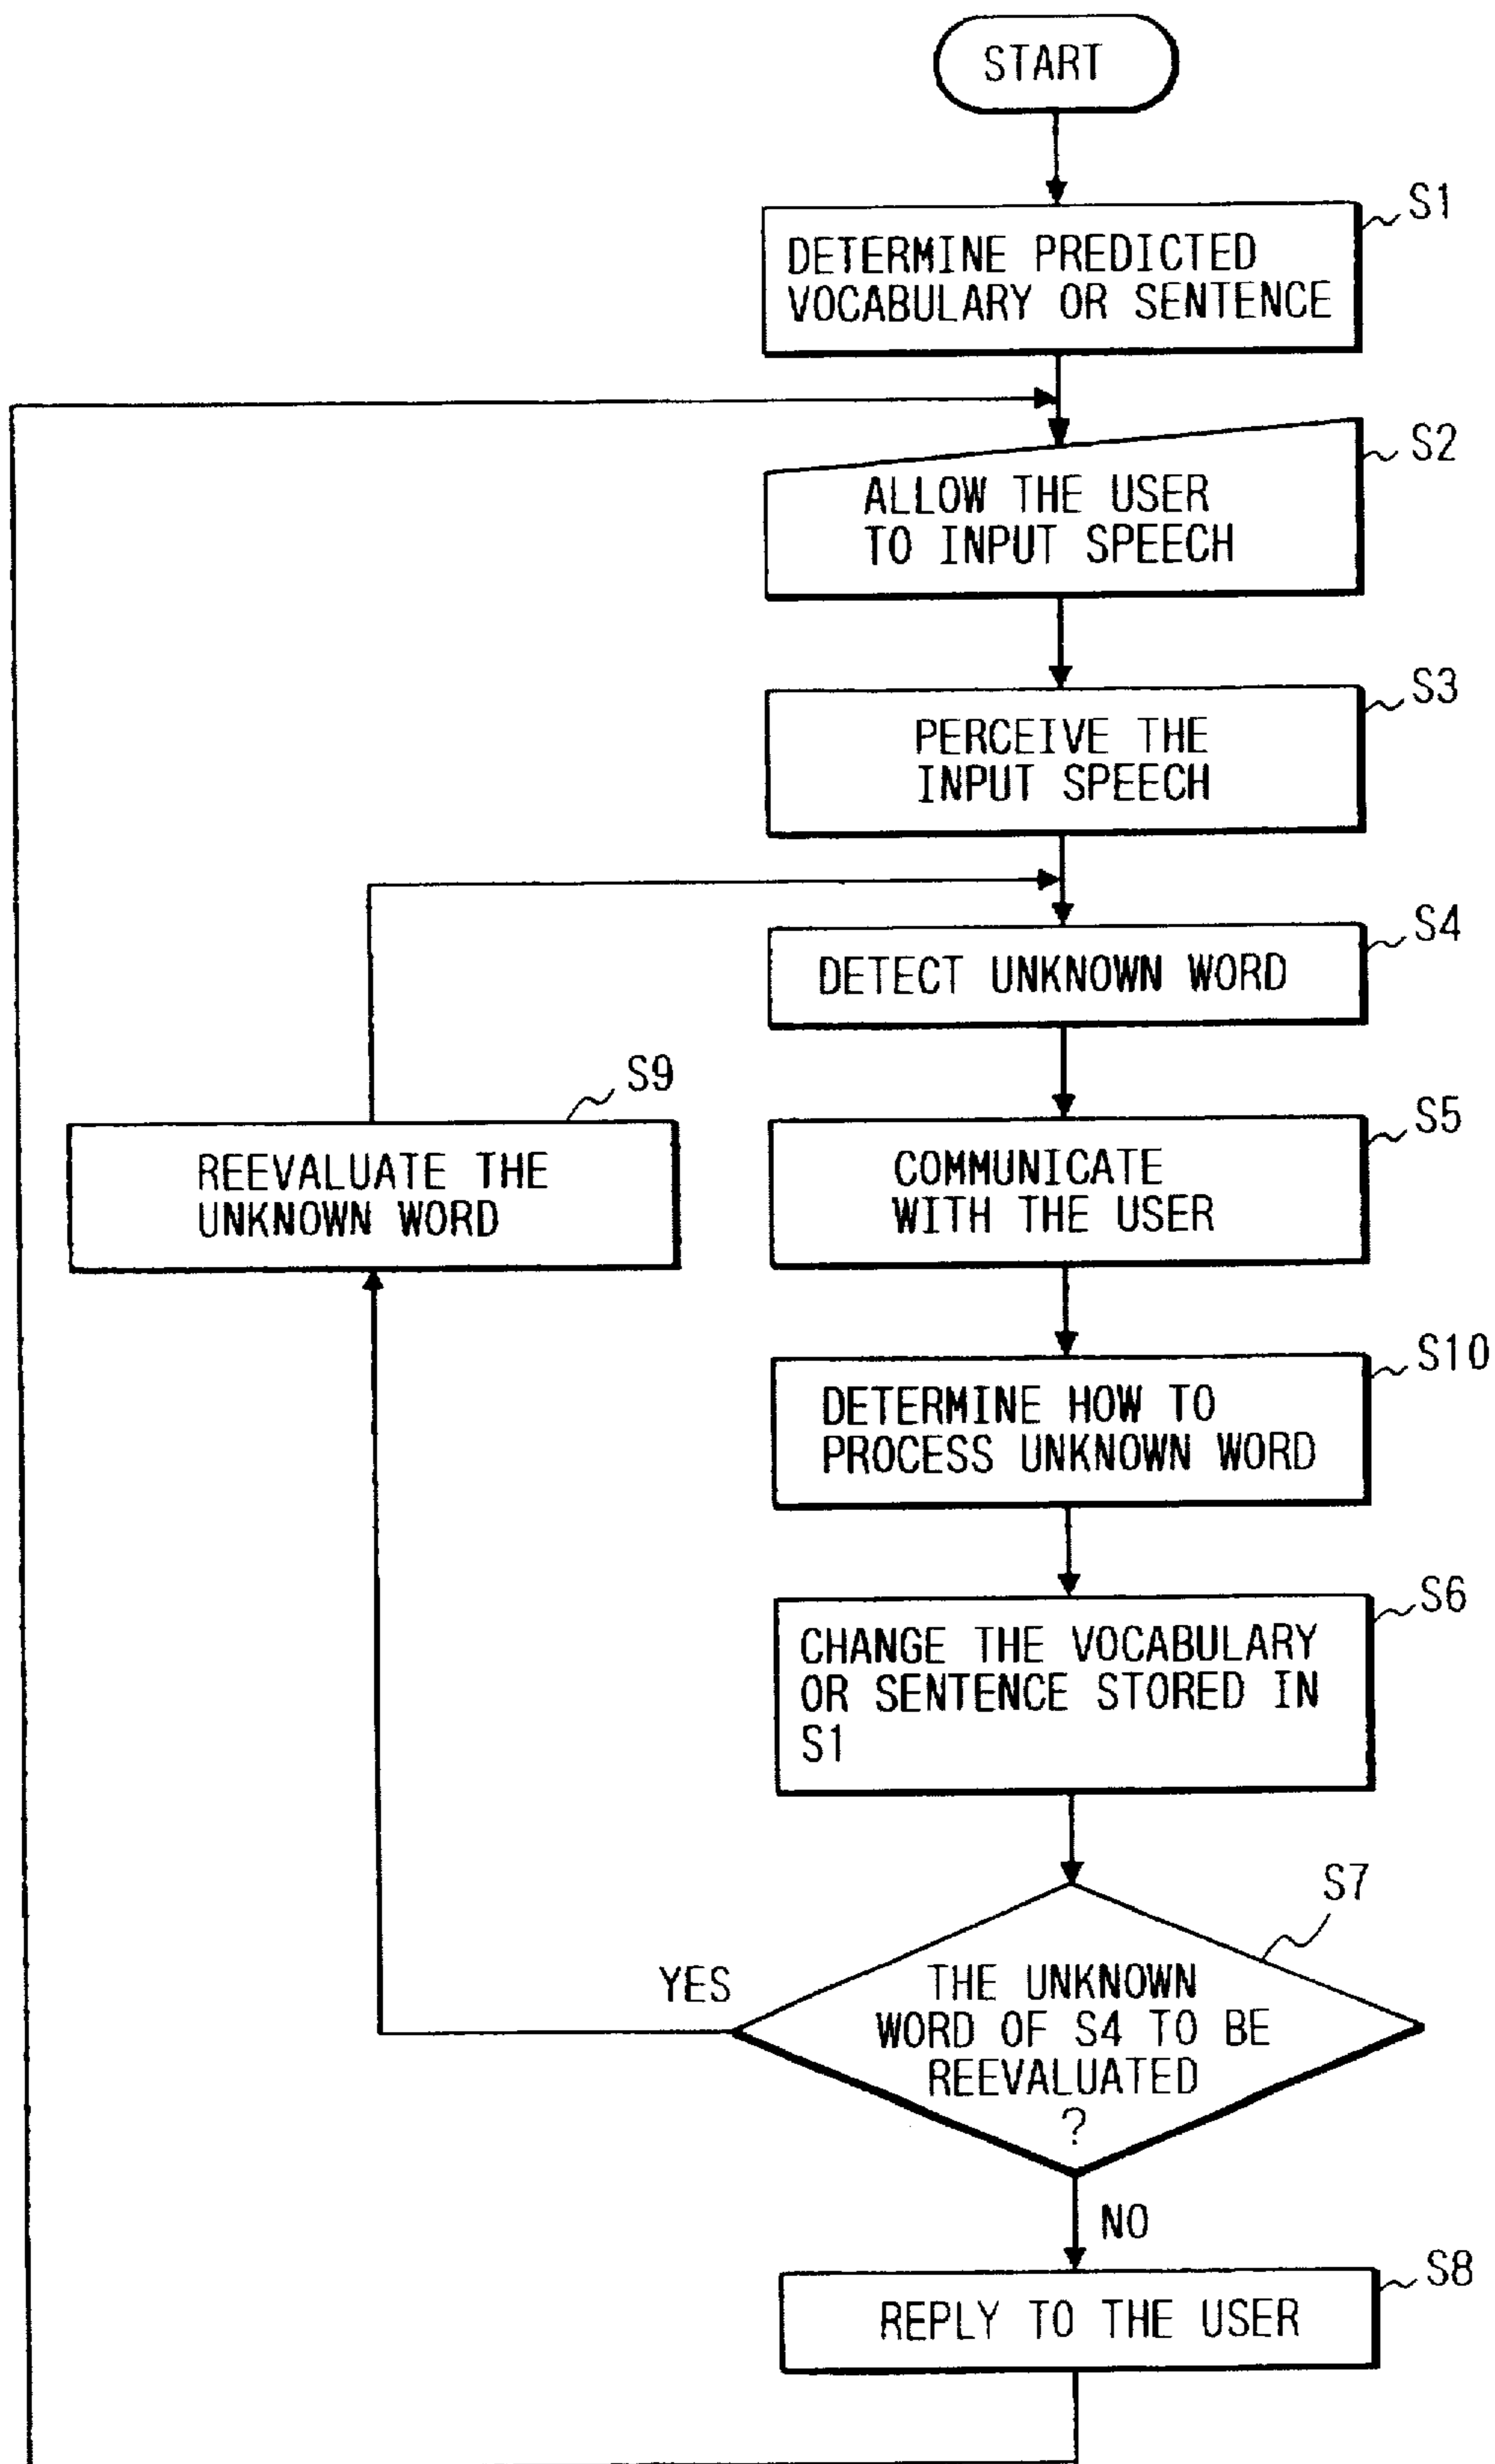 START
S1
DETERMINE PREDICTED
VOCABULARY OR SENTENCE
S2
ALLOW THE USER
TO INPUT SPEECH
S3
PERCEIVE THE
INPUT SPEECH
S4
DETECT UNKNOWN WORD
S9
REEVALUATE THE
UNKNOWN WORD
S5
COMMUNICATE
WITH THE USER
S10
DETERMINE HOW TO
PROCESS UNKNOWN WORD
S6
CHANGE THE VOCABULARY
OR SENTENCE STORED IN
S1
S7
YES
THE UNKNOWN
WORD OF S4 TO BE
REEVALUATED
?
NO
S8
REPLY TO THE USER